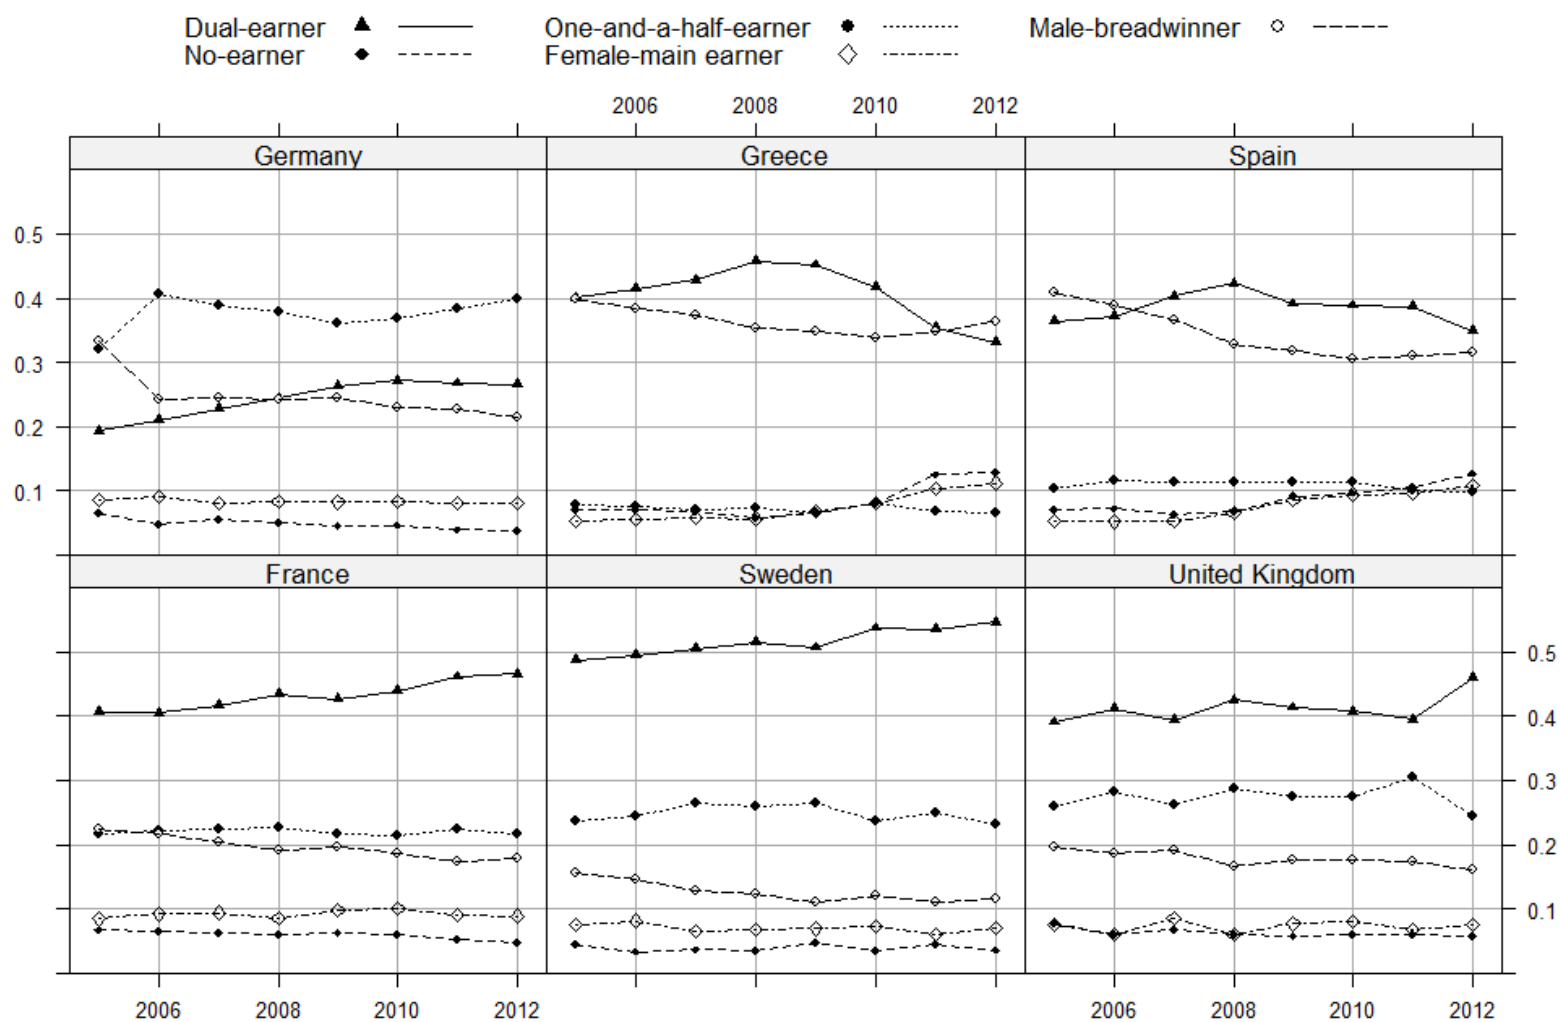 Dual-earner One-and-a-half-earner Male-breadwinner
No-earner Female-main earner
2006 2008 2010 2012
Germany Greece Spain
0.5
0.4
0.3
0.2
0.1
France Sweden United Kingdom
0.5
0.4
0.3
0.2
0.1
2006 2008 2010 2012 2006 2008 2010 2012